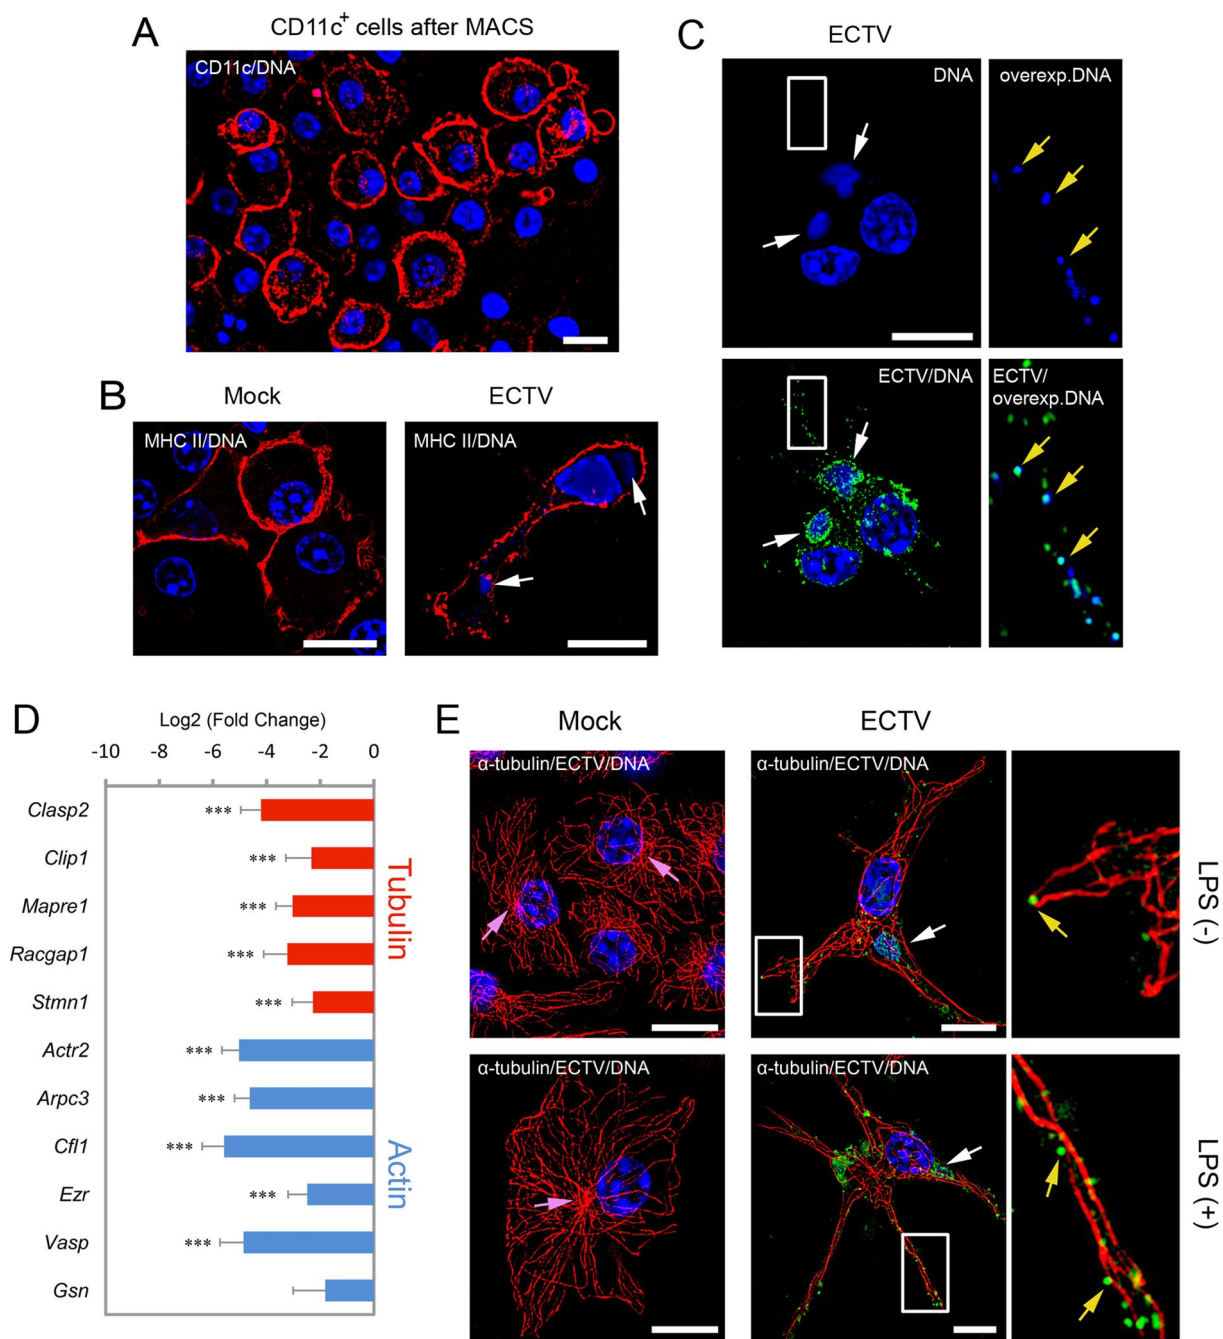 A
CD11c+ cells after MACS
CD11c/DNA
B
Mock
ECTV
MHC II/DNA
MHC II/DNA
C
ECTV
DNA
overexp.DNA
ECTV/DNA
ECTV/
overexp.DNA
D
Log2 (Fold Change)
-10 -8 -6 -4 -2 0
Clasp2 ***
Clip1 ***
Mapre1 ***
Racgap1 ***
Stmn1 ***
Actr2 ***
Arpc3 ***
Cfl1 ***
Ezr ***
Vasp ***
Gsn
Tubulin
Actin
E
Mock
ECTV
α-tubulin/ECTV/DNA
α-tubulin/ECTV/DNA
LPS (-)
α-tubulin/ECTV/DNA
α-tubulin/ECTV/DNA
LPS (+)